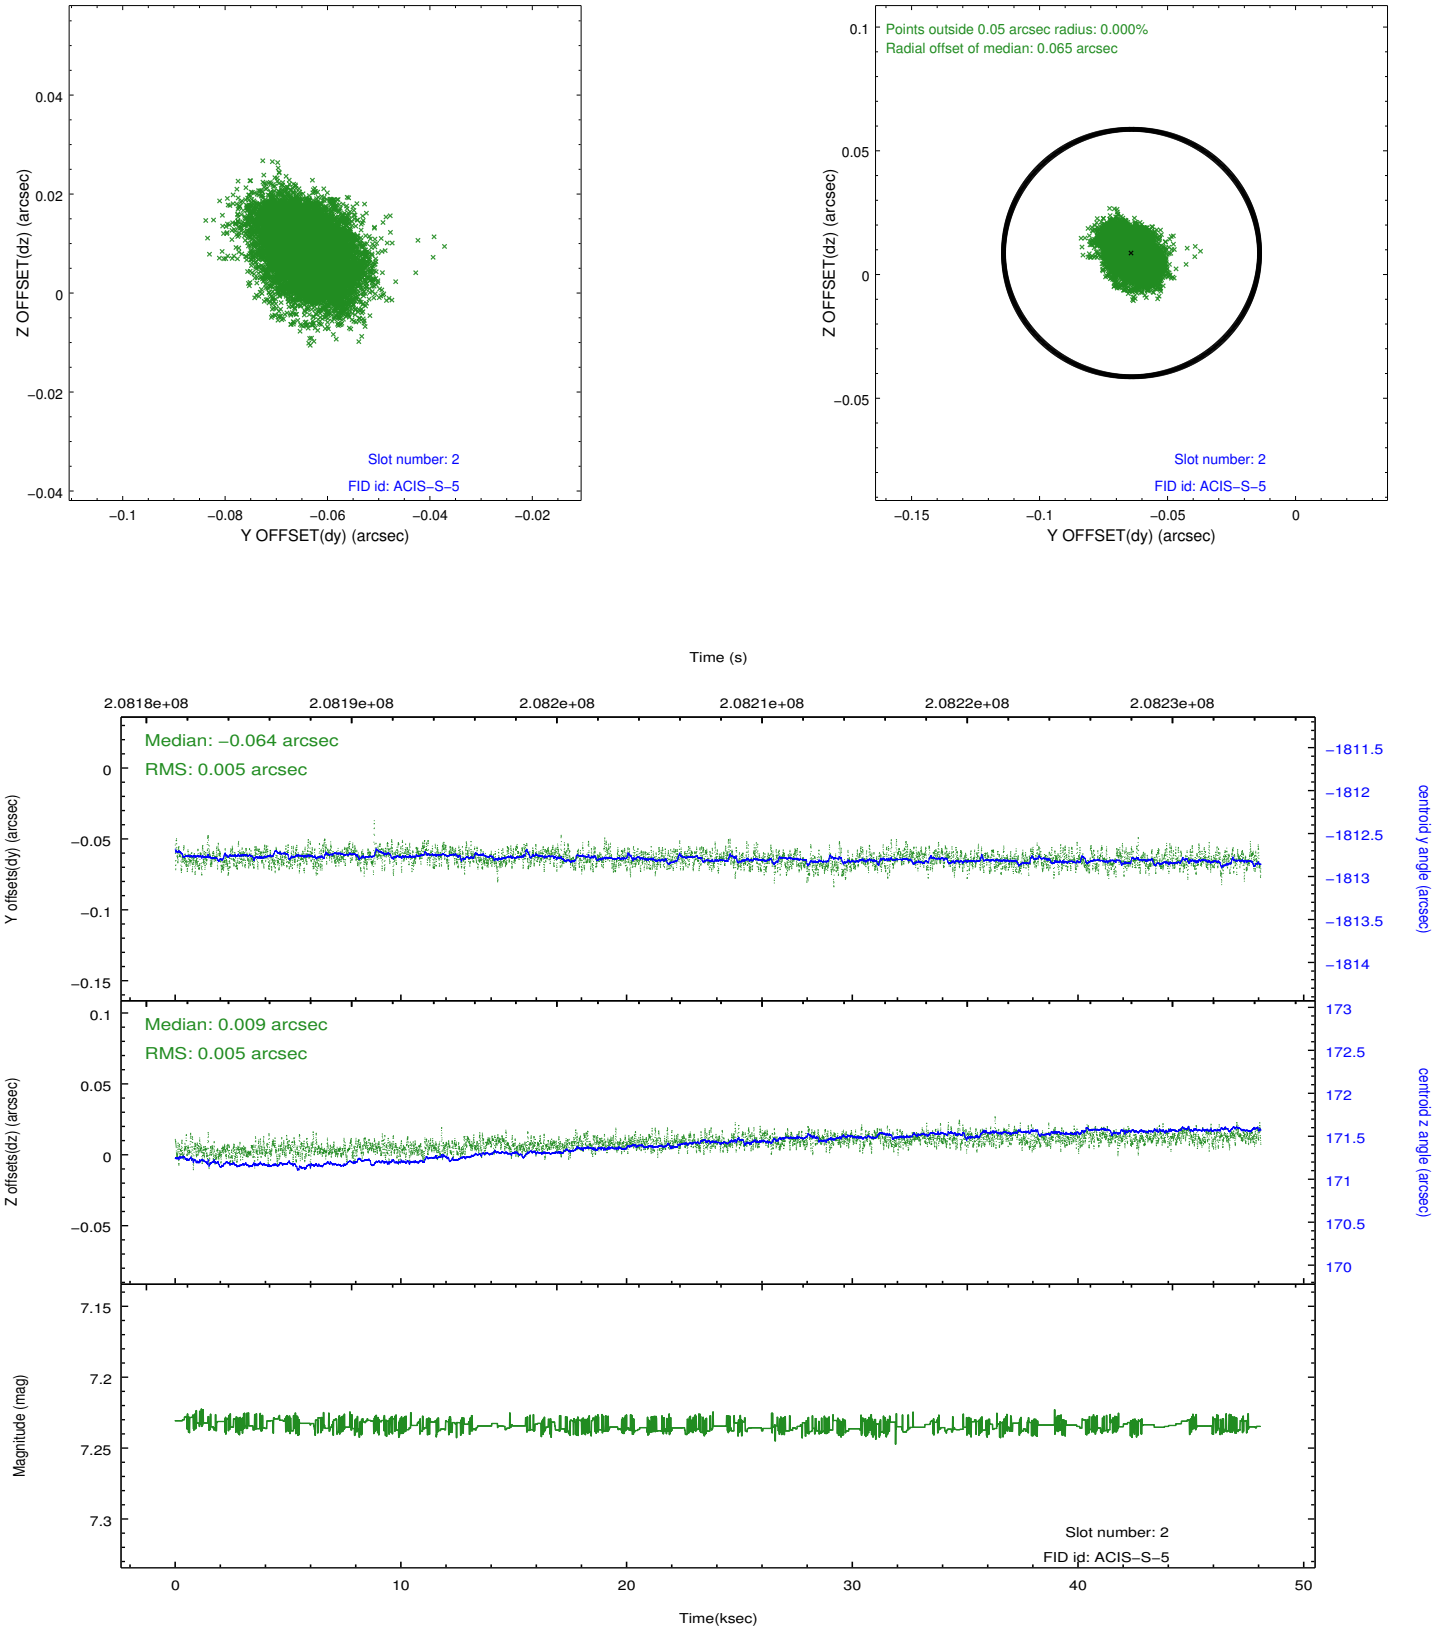 0.04
0.02
0
−0.02
−0.04
Z OFFSET(dz) (arcsec)
Slot number: 2
FID id: ACIS−S−5
−0.1
−0.08
−0.06
−0.04
−0.02
Y OFFSET(dy) (arcsec)
Points outside 0.05 arcsec radius: 0.000%
Radial offset of median: 0.065 arcsec
0.1
0.05
0
−0.05
Z OFFSET(dz) (arcsec)
Slot number: 2
FID id: ACIS−S−5
−0.15
−0.1
−0.05
0
Y OFFSET(dy) (arcsec)
Time (s)
2.0818e+08
2.0819e+08
2.082e+08
2.0821e+08
2.0822e+08
2.0823e+08
Median: −0.064 arcsec
RMS: 0.005 arcsec
0
−0.05
−0.1
−0.15
Y offsets(dy) (arcsec)
−1811.5
−1812
−1812.5
−1813
−1813.5
−1814
centroid y angle (arcsec)
Median: 0.009 arcsec
RMS: 0.005 arcsec
0.1
0.05
0
−0.05
Z offsets(dz) (arcsec)
173
172.5
172
171.5
171
170.5
170
centroid z angle (arcsec)
7.15
7.2
7.25
7.3
Magnitude (mag)
Slot number: 2
FID id: ACIS−S−5
0
10
20
30
40
50
Time(ksec)